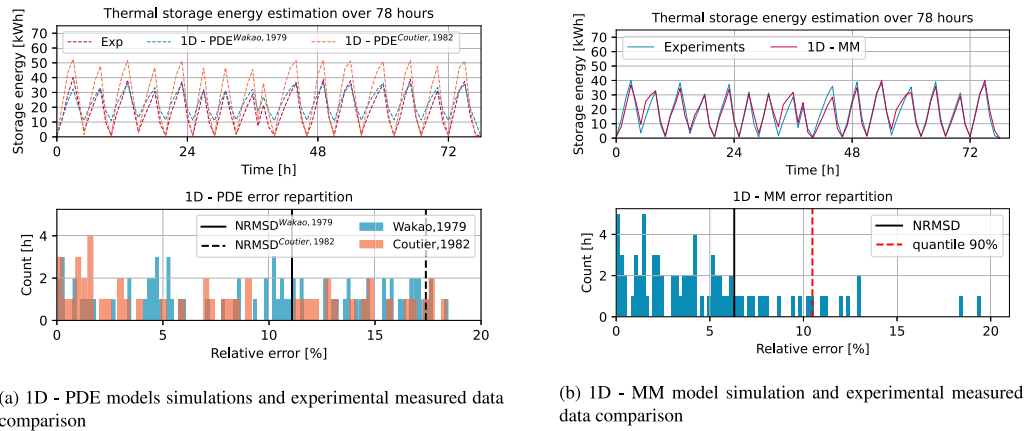 Thermal storage energy estimation over 78 hours
Storage energy [kWh]
70
60
50
40
30
20
10
0
Exp
1D - PDE^Wakao, 1979
1D - PDE^Coutier, 1982
0 24 48 72
Time [h]
1D - PDE error repartition
Count [h]
4
2
0
NRMSD^Wakao, 1979
NRMSD^Coutier, 1982
Wakao,1979
Coutier,1982
0 5 10 15 20
Relative error [%]
(a) 1D - PDE models simulations and experimental measured data
comparison
Thermal storage energy estimation over 78 hours
Storage energy [kWh]
70
60
50
40
30
20
10
0
Experiments
1D - MM
0 24 48 72
Time [h]
1D - MM error repartition
Count [h]
4
2
0
NRMSD
quantile 90%
0 5 10 15 20
Relative error [%]
(b) 1D - MM model simulation and experimental measured
data comparison